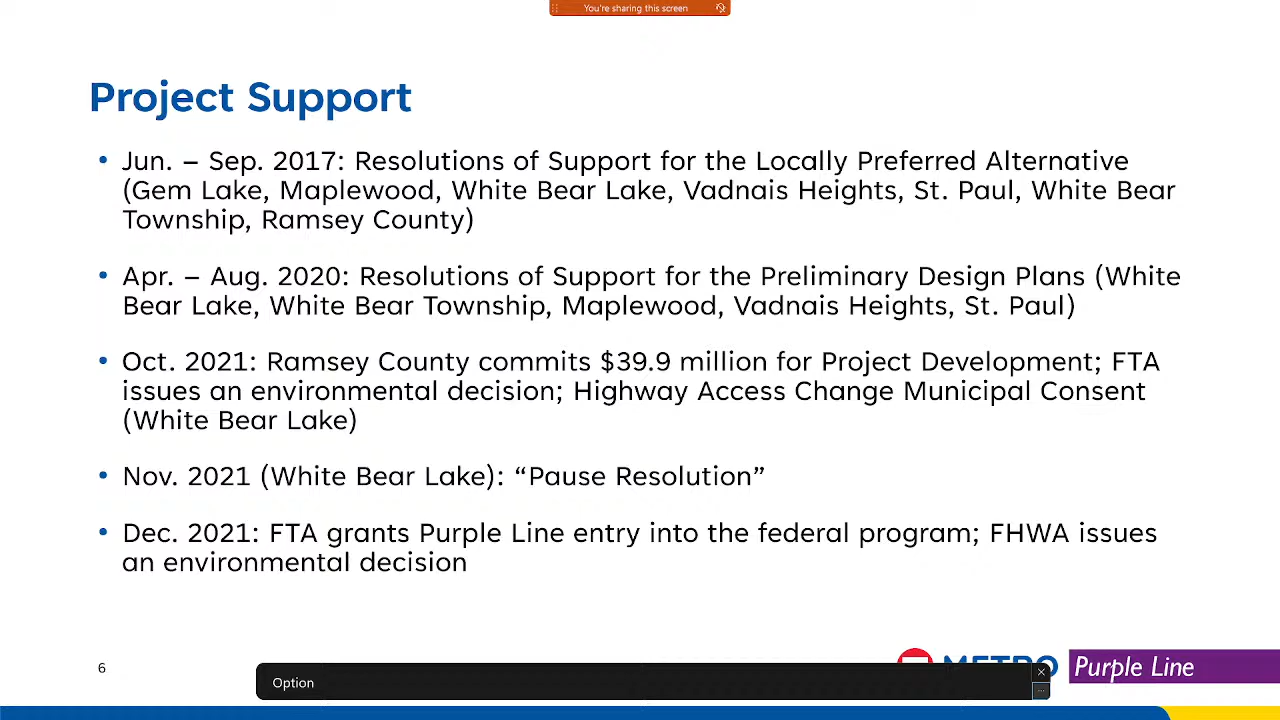 You're sharing this screen
Project Support
• Jun. – Sep. 2017: Resolutions of Support for the Locally Preferred Alternative
(Gem Lake, Maplewood, White Bear Lake, Vadnais Heights, St. Paul, White Bear
Township, Ramsey County)
• Apr. – Aug. 2020: Resolutions of Support for the Preliminary Design Plans (White
Bear Lake, White Bear Township, Maplewood, Vadnais Heights, St. Paul)
• Oct. 2021: Ramsey County commits $39.9 million for Project Development; FTA
issues an environmental decision; Highway Access Change Municipal Consent
(White Bear Lake)
• Nov. 2021 (White Bear Lake): “Pause Resolution”
• Dec. 2021: FTA grants Purple Line entry into the federal program; FHWA issues
an environmental decision
6
METRO Purple Line
Option